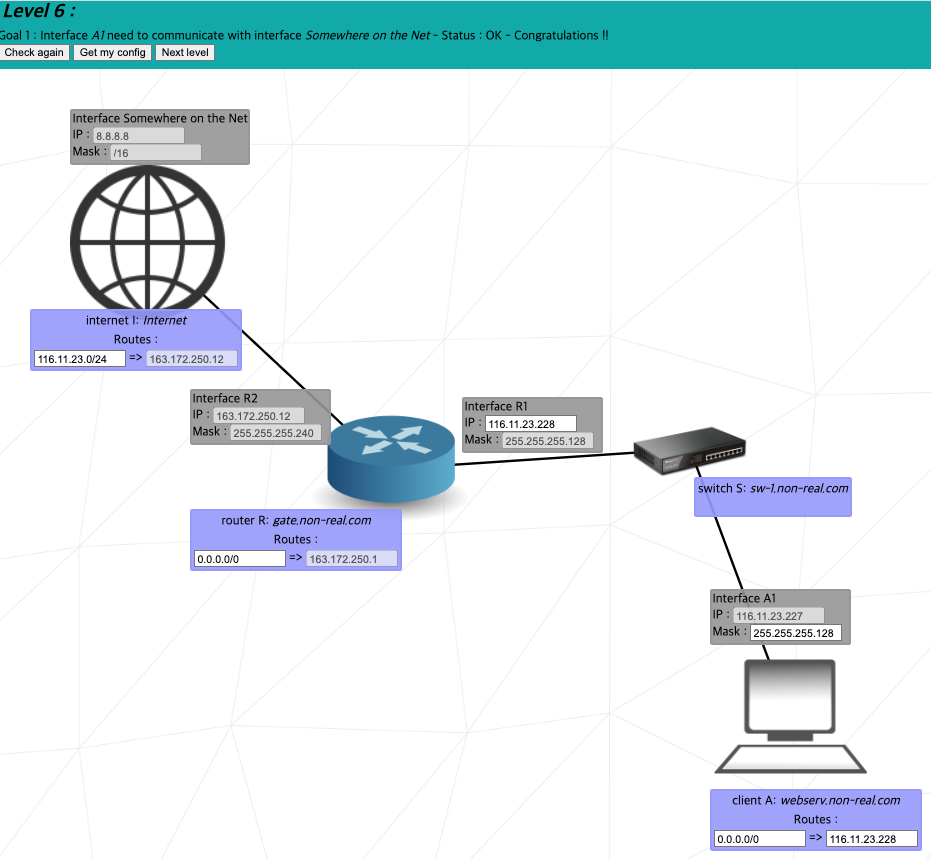 Level 6 :
Goal 1 : Interface A1 need to communicate with interface Somewhere on the Net - Status : OK - Congratulations !!
Check again Get my config Next level
Interface Somewhere on the Net
IP : 8.8.8.8
Mask : /16
internet I: Internet
Routes :
116.11.23.0/24 => 163.172.250.12
Interface R2
IP : 163.172.250.12
Mask : 255.255.255.240
Interface R1
IP : 116.11.23.228
Mask : 255.255.255.128
switch S: sw-1.non-real.com
router R: gate.non-real.com
Routes :
0.0.0.0/0 => 163.172.250.1
Interface A1
IP : 116.11.23.227
Mask : 255.255.255.128
client A: webserv.non-real.com
Routes :
0.0.0.0/0 => 116.11.23.228